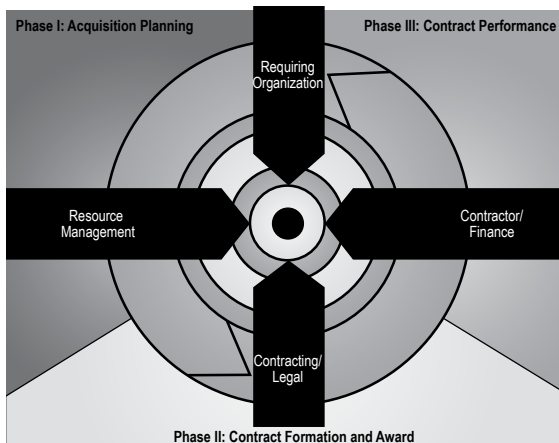 Phase I: Acquisition Planning
Phase III: Contract Performance
Requiring
Organization
Resource
Management
Contractor/
Finance
Contracting/
Legal
Phase II: Contract Formation and Award